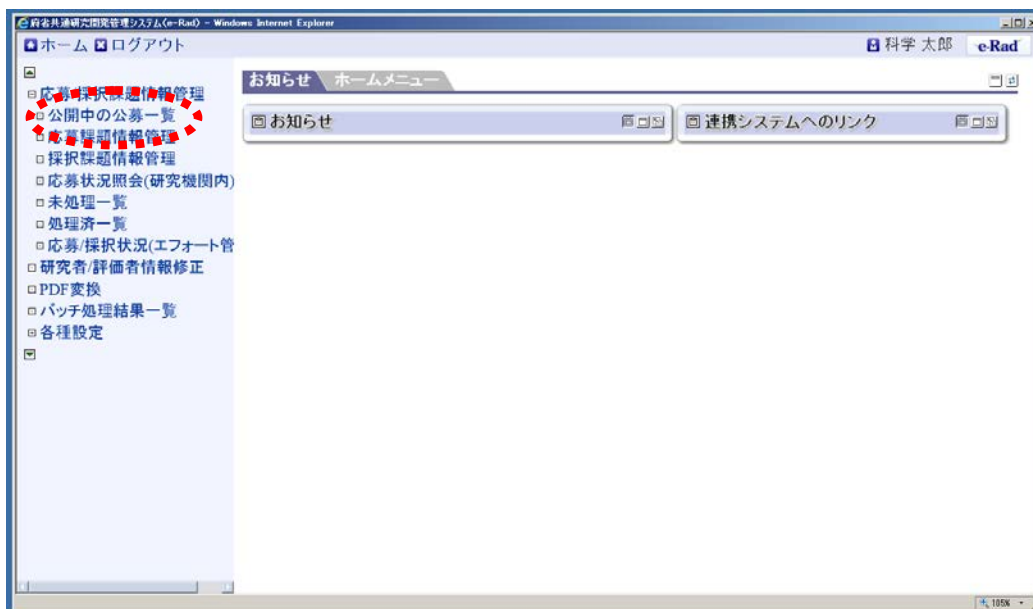 府省共通研究開発管理システム(e-Rad) - Windows Internet Explorer
ホーム ログアウト
科学 太郎 e-Rad
お知らせ ホームメニュー
応募/採択課題情報管理
公開中の公募一覧
応募課題情報管理
採択課題情報管理
応募状況照会(研究機関内)
未処理一覧
処理済一覧
応募/採択状況(エフォート管
研究者/評価者情報修正
PDF変換
バッチ処理結果一覧
各種設定
お知らせ
連携システムへのリンク
105%